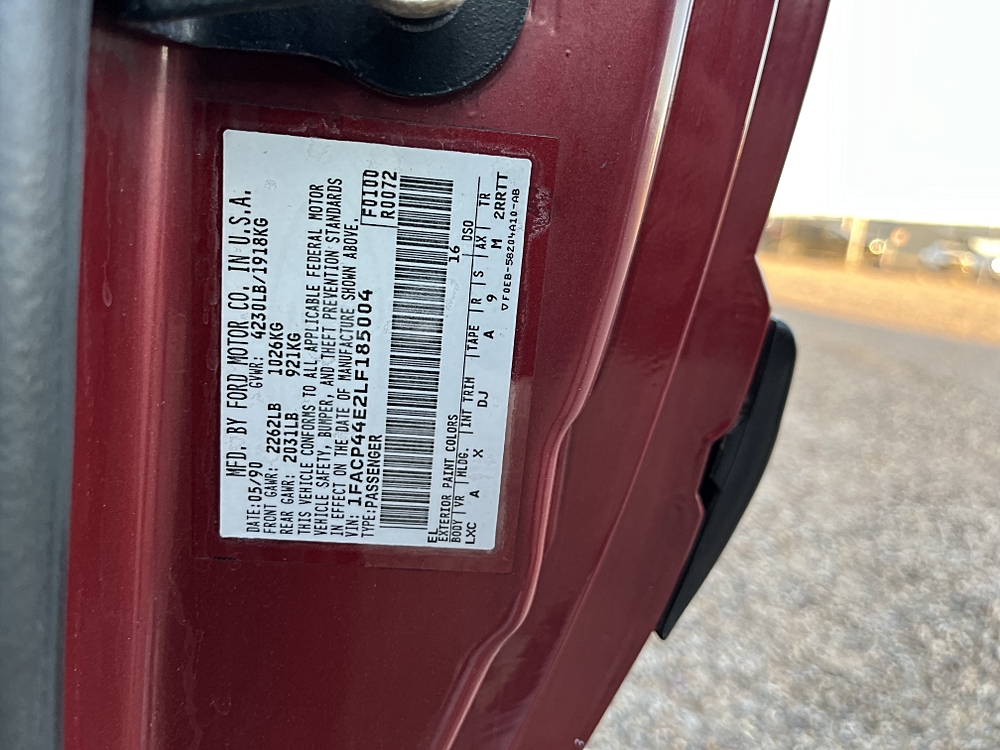 MFD. BY FORD MOTOR CO. IN U.S.A.
DATE: 05/90 GVWR: 4230LB/1918KG
FRONT GAWR: 2262LB 1026KG
REAR GAWR: 2031LB 921KG
THIS VEHICLE CONFORMS TO ALL APPLICABLE FEDERAL MOTOR
VEHICLE SAFETY, BUMPER, AND THEFT PREVENTION STANDARDS
IN EFFECT ON THE DATE OF MANUFACTURE SHOWN ABOVE.
VIN: 1FACP44E2LF185004 F0100
TYPE: PASSENGER R0072
EL 16
EXTERIOR PAINT COLORS DSO
BODY | VR | MLDG. | INT TRIM | TAPE | R | S | AX | TR
LXC A X DJ A 9 M 2RRTT
▽F0EB-58204A10-AB